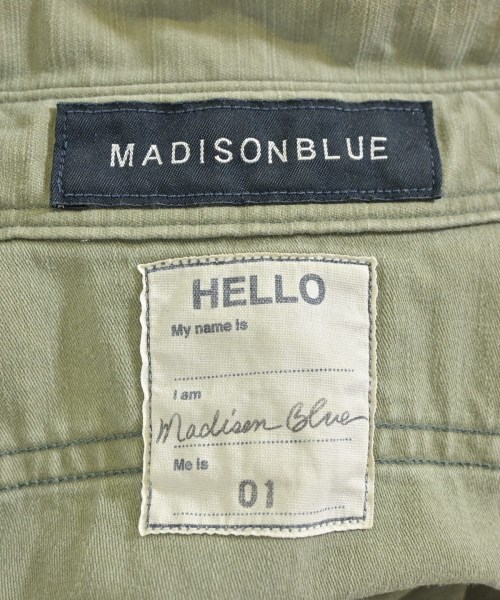 MADISONBLUE
HELLO
My name is
I am
Madison Blue
Me is
01